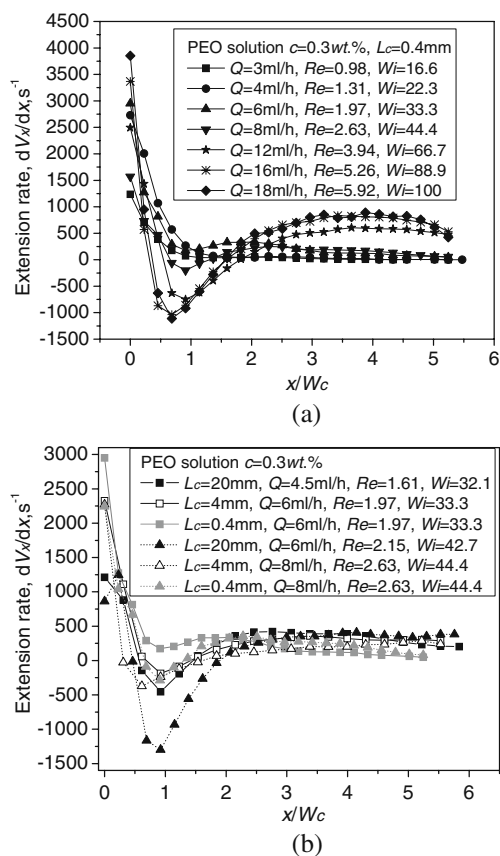 5000
4500
4000
3500
3000
2500
2000
1500
1000
500
0
-500
-1000
-1500
Extension rate, dVx/dx,s-1
PEO solution c=0.3wt.%, Lc=0.4mm
Q=3ml/h, Re=0.98, Wi=16.6
Q=4ml/h, Re=1.31, Wi=22.3
Q=6ml/h, Re=1.97, Wi=33.3
Q=8ml/h, Re=2.63, Wi=44.4
Q=12ml/h, Re=3.94, Wi=66.7
Q=16ml/h, Re=5.26, Wi=88.9
Q=18ml/h, Re=5.92, Wi=100
0 1 2 3 4 5 6
x/Wc
(a)
3000
2500
2000
1500
1000
500
0
-500
-1000
-1500
Extension rate, dVx/dx,s-1
PEO solution c=0.3wt.%
Lc=20mm, Q=4.5ml/h, Re=1.61, Wi=32.1
Lc=4mm, Q=6ml/h, Re=1.97, Wi=33.3
Lc=0.4mm, Q=6ml/h, Re=1.97, Wi=33.3
Lc=20mm, Q=6ml/h, Re=2.15, Wi=42.7
Lc=4mm, Q=8ml/h, Re=2.63, Wi=44.4
Lc=0.4mm, Q=8ml/h, Re=2.63, Wi=44.4
0 1 2 3 4 5 6
x/Wc
(b)